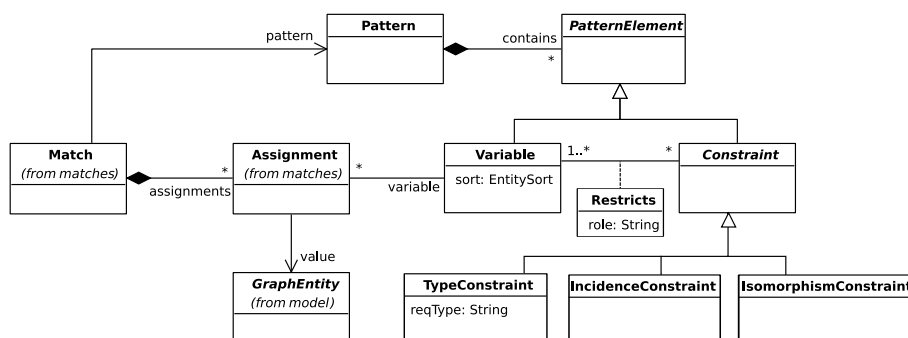 Pattern
PatternElement
pattern
contains
*
Match
(from matches)
*
assignments
Assignment
(from matches)
*
variable
Variable
sort: EntitySort
1..*
*
Constraint
Restricts
role: String
value
GraphEntity
(from model)
TypeConstraint
reqType: String
IncidenceConstraint
IsomorphismConstraint